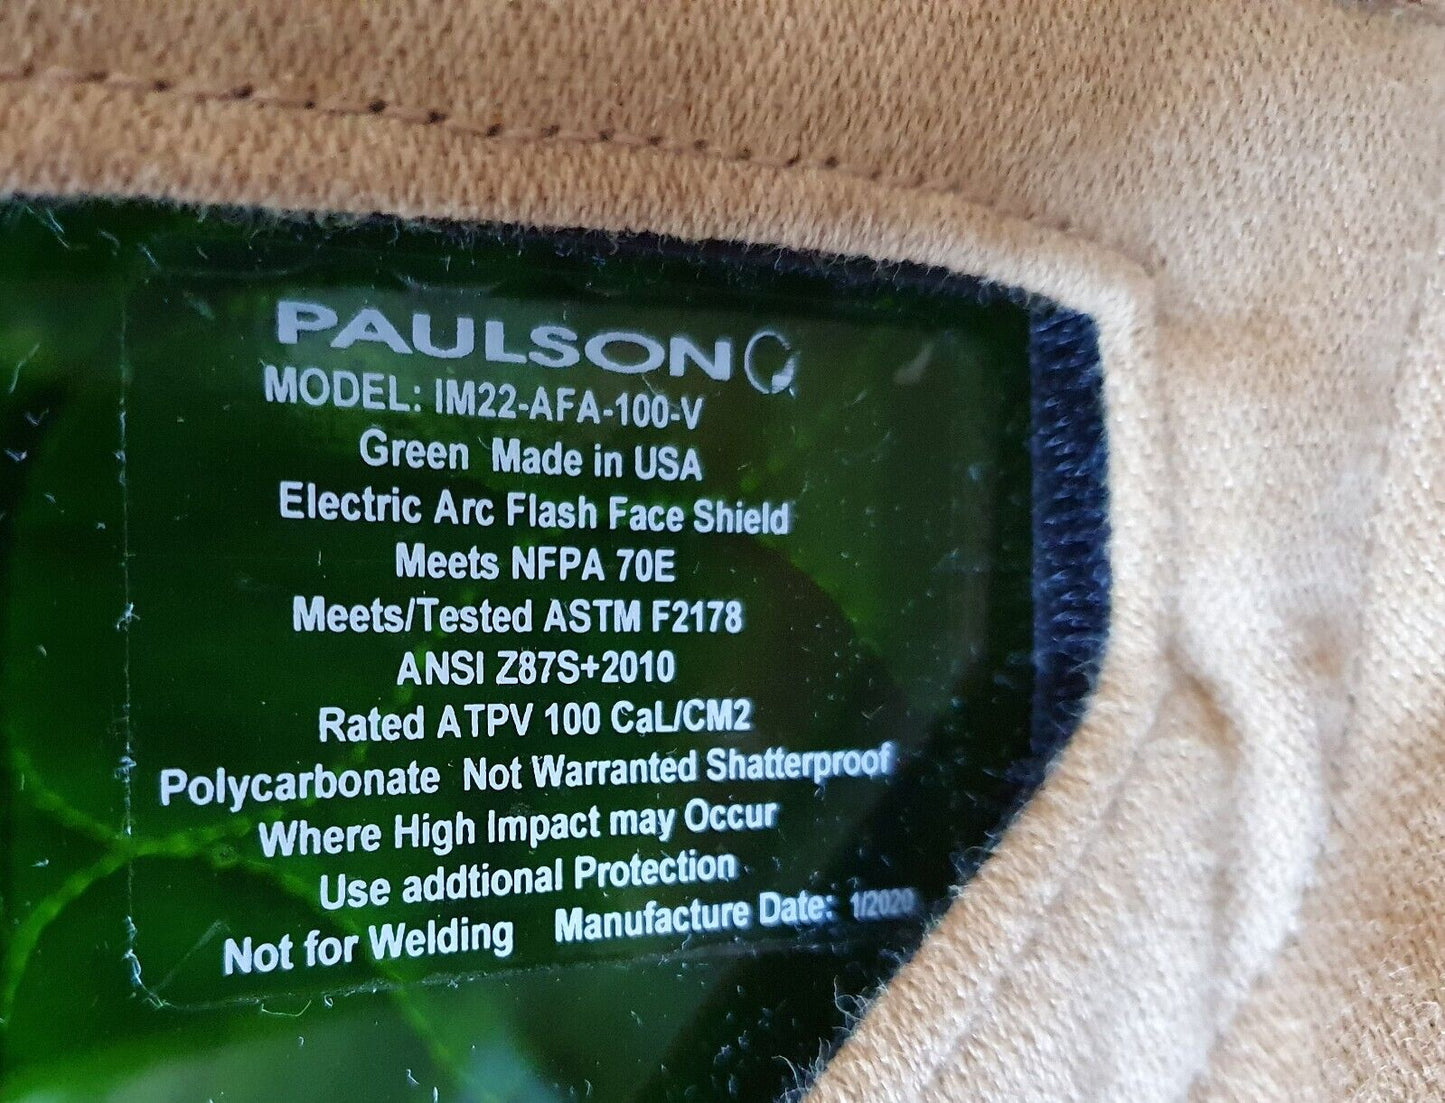 PAULSON
MODEL: IM22-AFA-100-V
Green Made in USA
Electric Arc Flash Face Shield
Meets NFPA 70E
Meets/Tested ASTM F2178
ANSI Z87S+2010
Rated ATPV 100 CaL/CM2
Polycarbonate Not Warranted Shatterproof
Where High Impact may Occur
Use addtional Protection
Not for Welding Manufacture Date: 1/2020